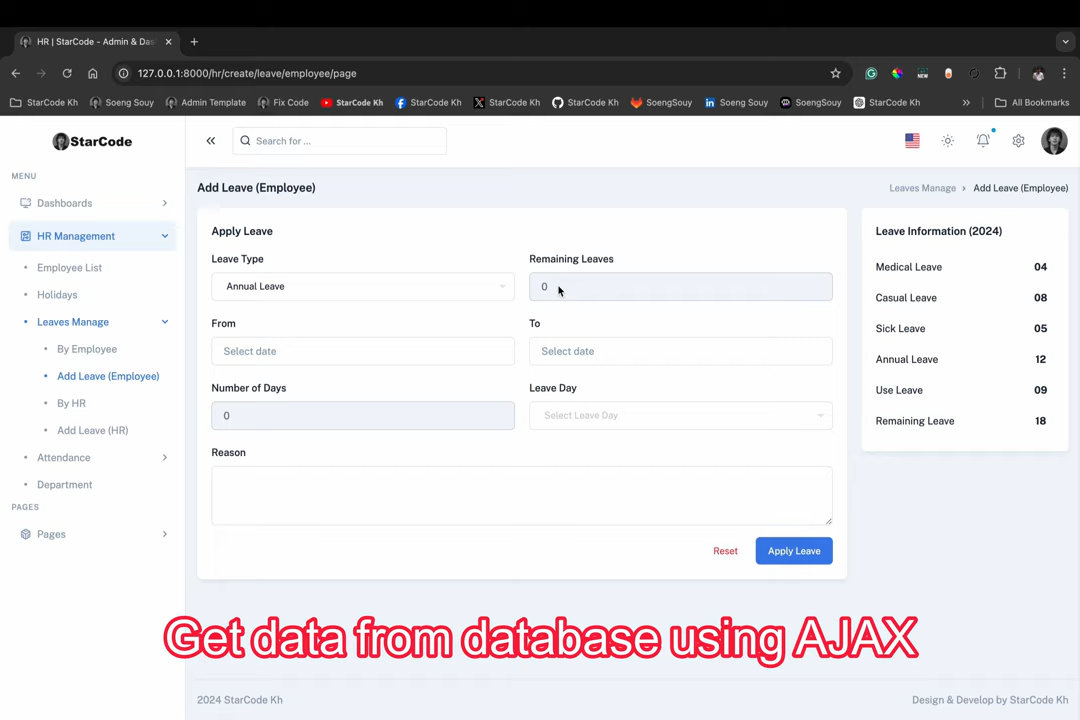 HR | StarCode - Admin & Das
127.0.0.1:8000/hr/create/leave/employee/page
StarCode Kh
Soeng Souy
Admin Template
Fix Code
StarCode Kh
StarCode Kh
StarCode Kh
StarCode Kh
SoengSouy
Soeng Souy
SoengSouy
StarCode Kh
All Bookmarks
StarCode
Search for ...
MENU
Dashboards
HR Management
Employee List
Holidays
Leaves Manage
By Employee
Add Leave (Employee)
By HR
Add Leave (HR)
Attendance
Department
PAGES
Pages
Add Leave (Employee)
Leaves Manage
Add Leave (Employee)
Apply Leave
Leave Type
Annual Leave
Remaining Leaves
0
From
Select date
To
Select date
Number of Days
0
Leave Day
Select Leave Day
Reason
Reset
Apply Leave
Leave Information (2024)
Medical Leave 04
Casual Leave 08
Sick Leave 05
Annual Leave 12
Use Leave 09
Remaining Leave 18
Get data from database using AJAX
2024 StarCode Kh
Design & Develop by StarCode Kh